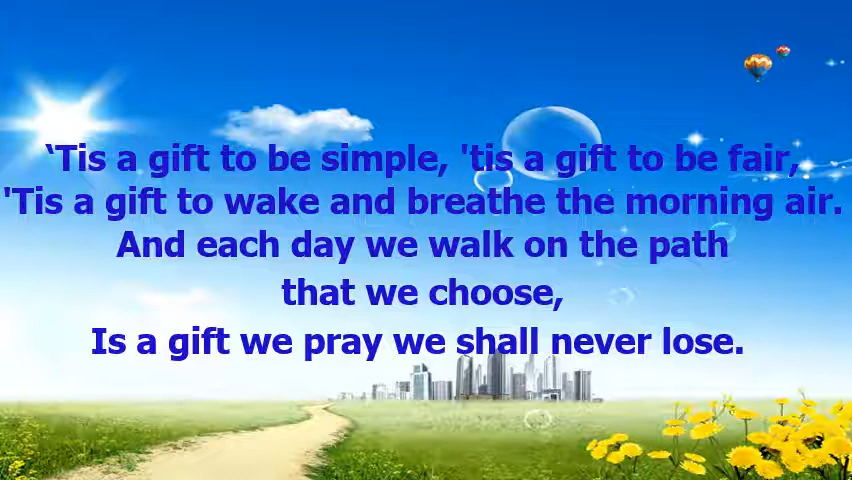 ‘Tis a gift to be simple, 'tis a gift to be fair,
'Tis a gift to wake and breathe the morning air.
And each day we walk on the path
that we choose,
Is a gift we pray we shall never lose.